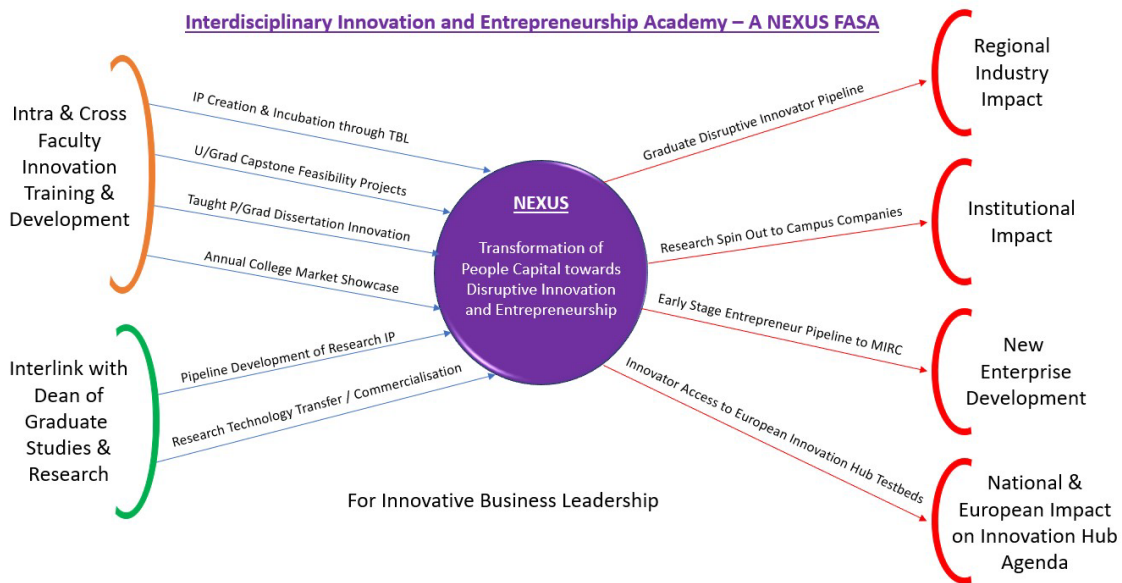 Interdisciplinary Innovation and Entrepreneurship Academy – A NEXUS FASA
Intra & Cross
Faculty
Innovation
Training &
Development
Interlink with
Dean of
Graduate
Studies &
Research
IP Creation & Incubation through TBL
U/Grad Capstone Feasibility Projects
Taught P/Grad Dissertation Innovation
Annual College Market Showcase
Pipeline Development of Research IP
Research Technology Transfer / Commercialisation
NEXUS
Transformation of
People Capital towards
Disruptive Innovation
and Entrepreneurship
For Innovative Business Leadership
Graduate Disruptive Innovator Pipeline
Research Spin Out to Campus Companies
Early Stage Entrepreneur Pipeline to MIRC
Innovator Access to European Innovation Hub Testbeds
Regional
Industry
Impact
Institutional
Impact
New
Enterprise
Development
National &
European Impact
on Innovation Hub
Agenda